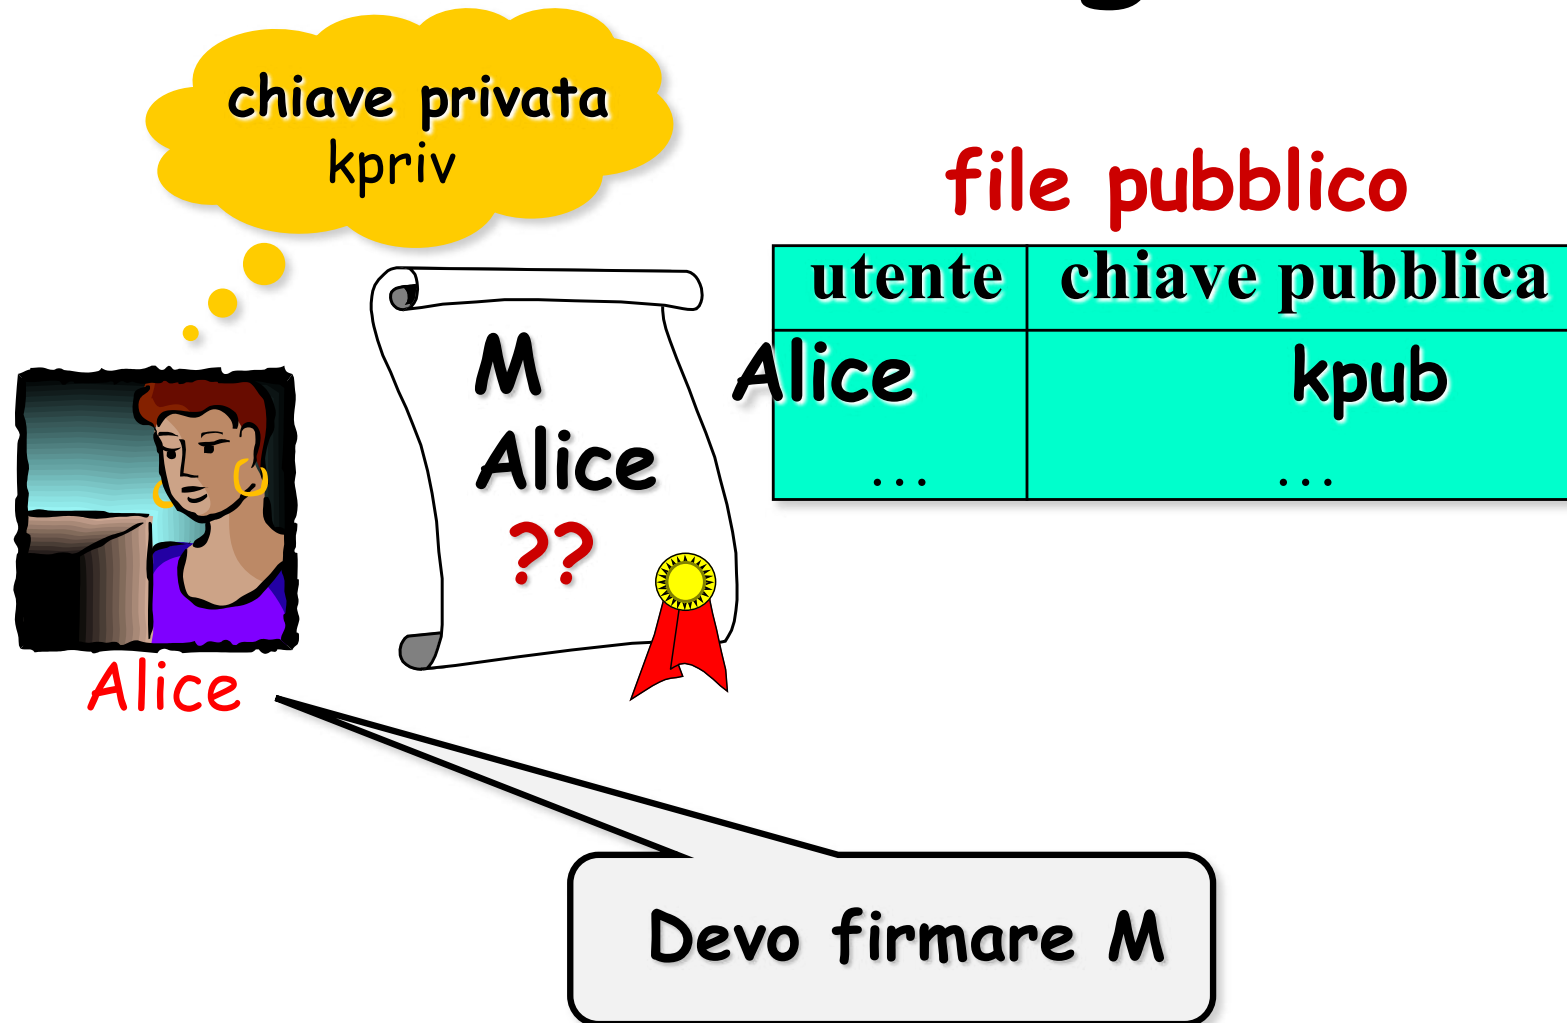 chiave privata
kpriv
file pubblico
utente chiave pubblica
Alice kpub
... ...
M
Alice
??
Alice
Devo firmare M